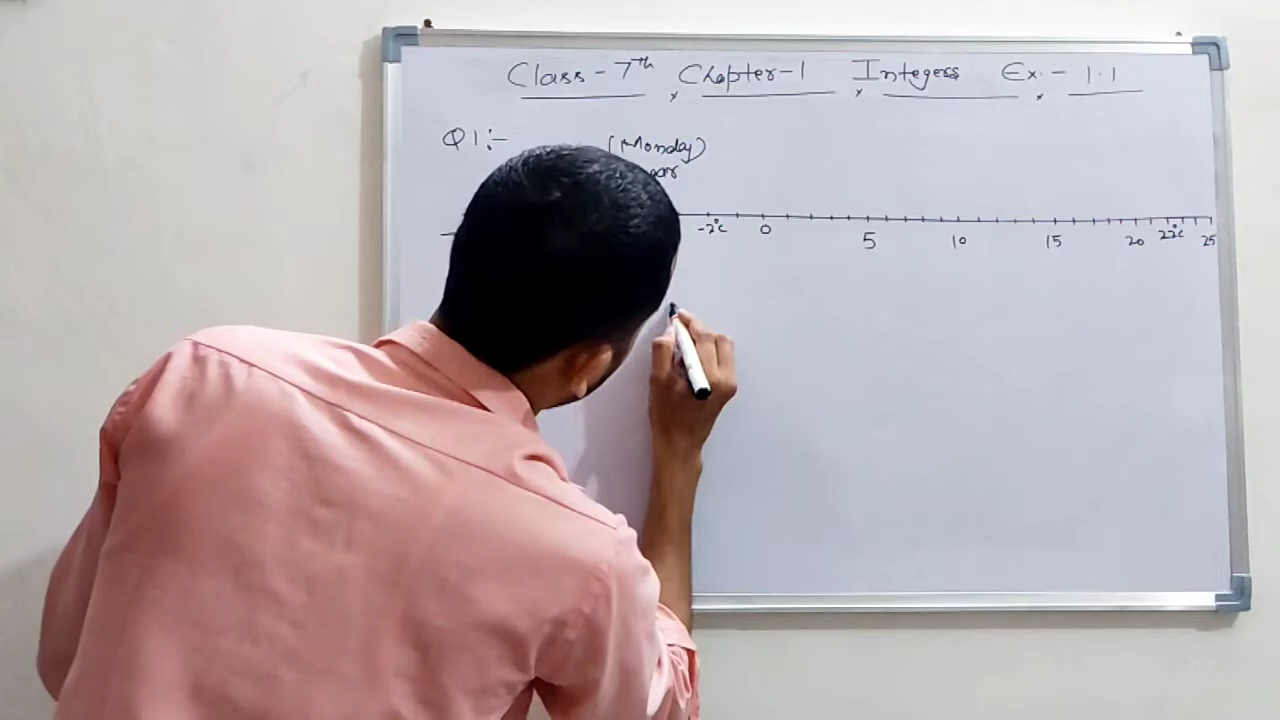 Class-7th Chapter-1 Integers Ex.- 1.1
Q1:- (Monday)
-2°C 0 5 10 15 20 22°C 25